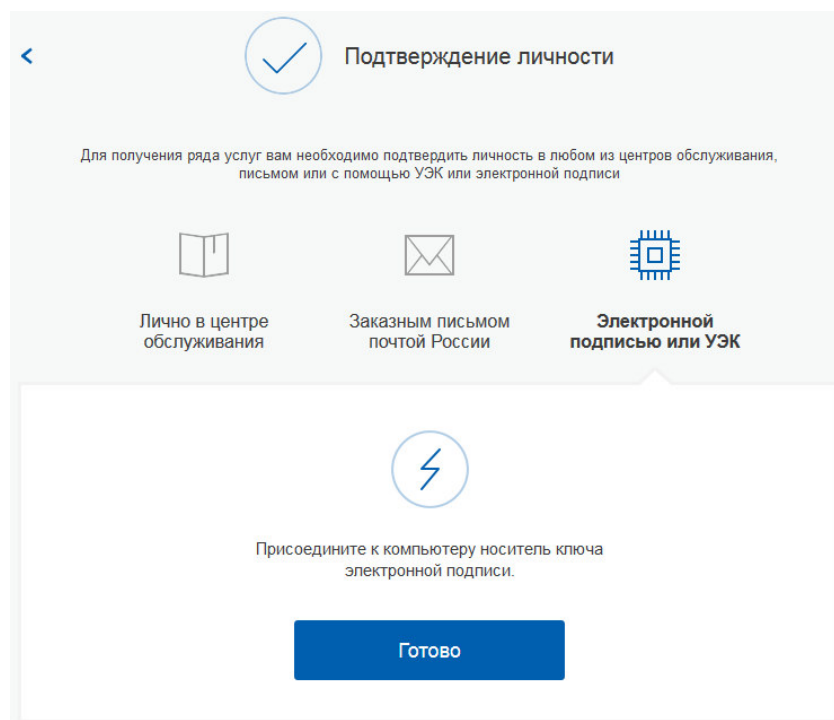 Подтверждение личности
Для получения ряда услуг вам необходимо подтвердить личность в любом из центров обслуживания,
письмом или с помощью УЭК или электронной подписи
Лично в центре
обслуживания
Заказным письмом
почтой России
Электронной
подписью или УЭК
Присоедините к компьютеру носитель ключа
электронной подписи.
Готово